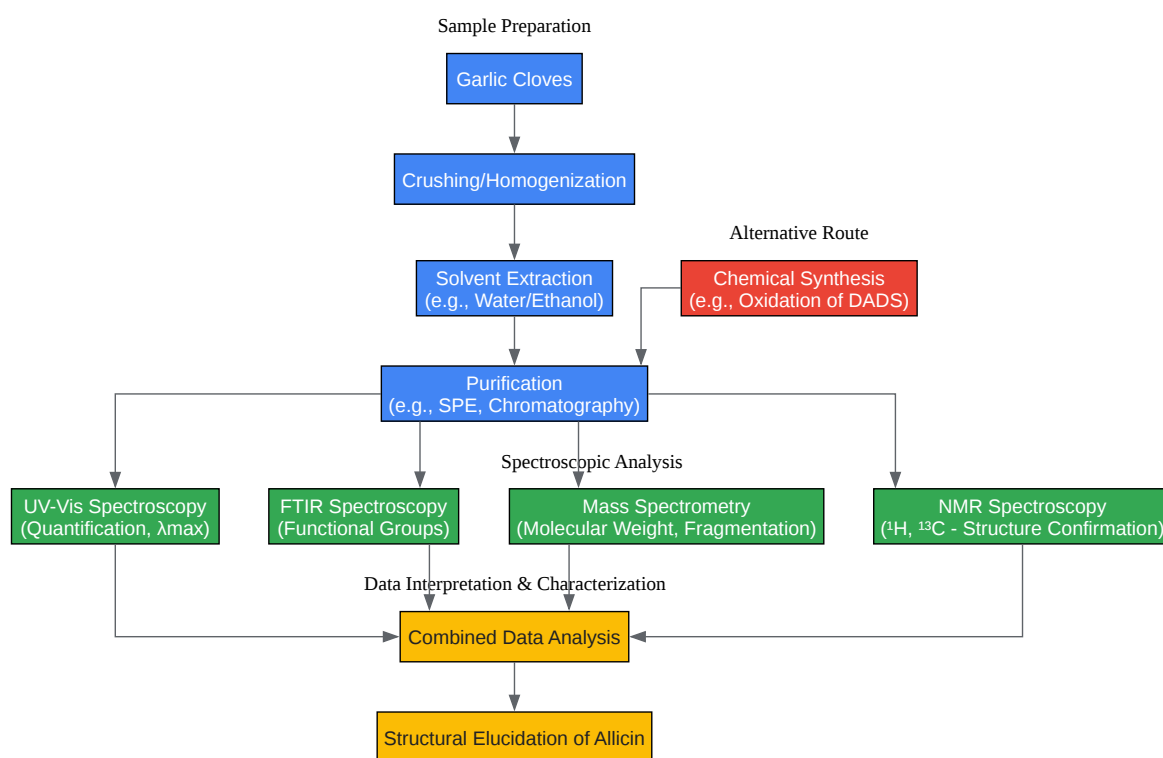 Sample Preparation
Garlic Cloves
Crushing/Homogenization
Alternative Route
Solvent Extraction
(e.g., Water/Ethanol)
Chemical Synthesis
(e.g., Oxidation of DADS)
Purification
(e.g., SPE, Chromatography)
Spectroscopic Analysis
UV-Vis Spectroscopy
(Quantification, λmax)
FTIR Spectroscopy
(Functional Groups)
Mass Spectrometry
(Molecular Weight, Fragmentation)
NMR Spectroscopy
(¹H, ¹³C - Structure Confirmation)
Data Interpretation & Characterization
Combined Data Analysis
Structural Elucidation of Allicin